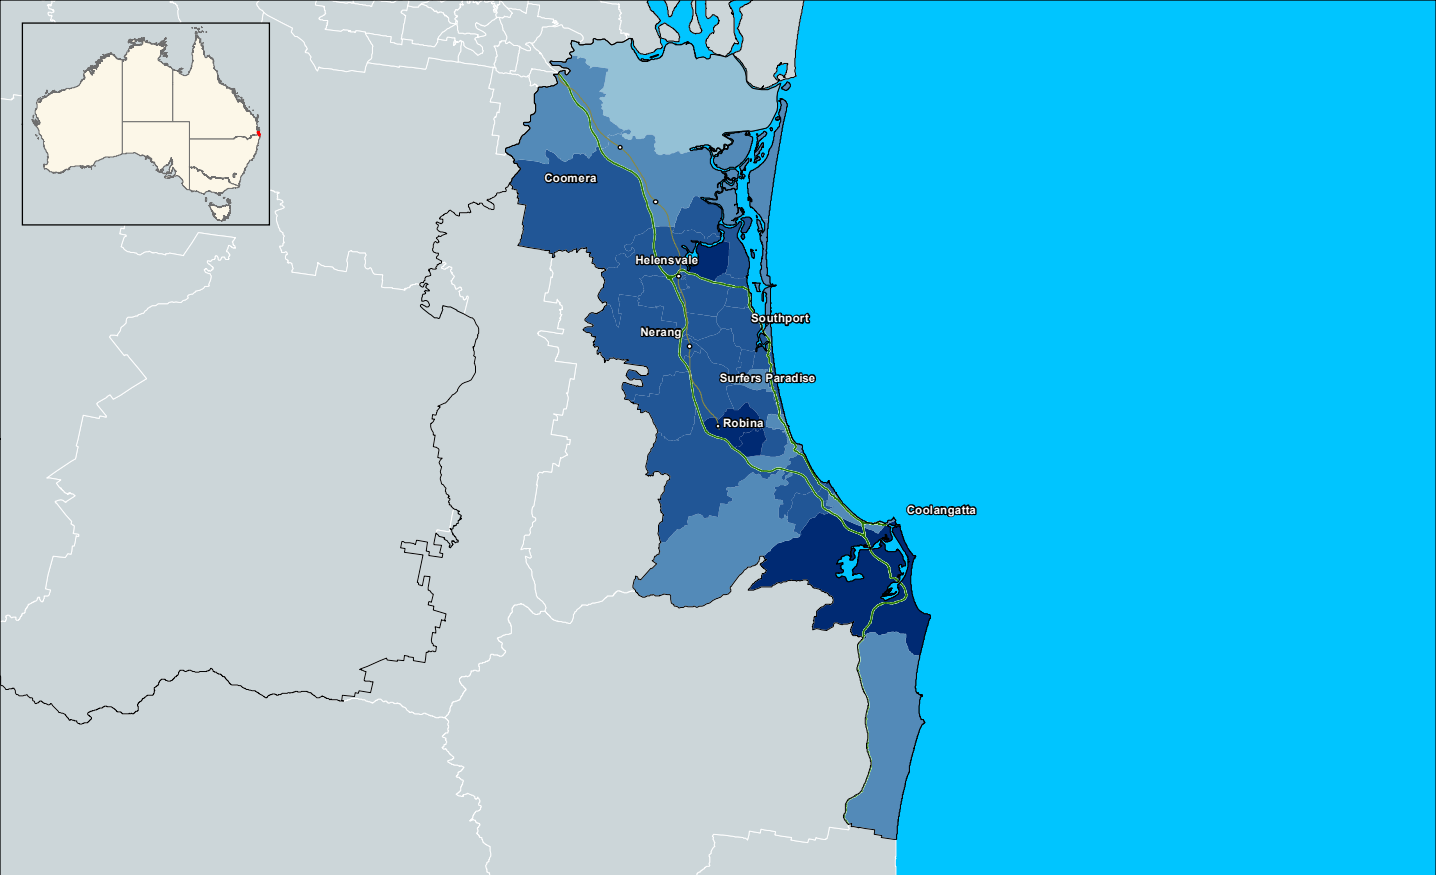 Coomera
Helensvale
Southport
Nerang
Surfers Paradise
Robina
Coolangatta